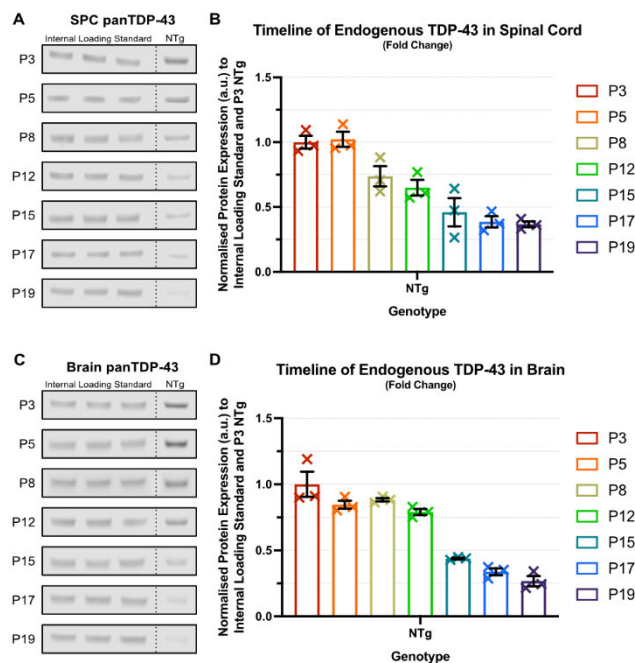 A
SPC panTDP-43
Internal Loading Standard NTg
P3
P5
P8
P12
P15
P17
P19
B
Timeline of Endogenous TDP-43 in Spinal Cord
(Fold Change)
Normalised Protein Expression (a.u.) to
Internal Loading Standard and P3 NTg
1.5
1.0
0.5
0.0
NTg
Genotype
P3
P5
P8
P12
P15
P17
P19
C
Brain panTDP-43
Internal Loading Standard NTg
P3
P5
P8
P12
P15
P17
P19
D
Timeline of Endogenous TDP-43 in Brain
(Fold Change)
Normalised Protein Expression (a.u.) to
Internal Loading Standard and P3 NTg
1.5
1.0
0.5
0.0
NTg
Genotype
P3
P5
P8
P12
P15
P17
P19